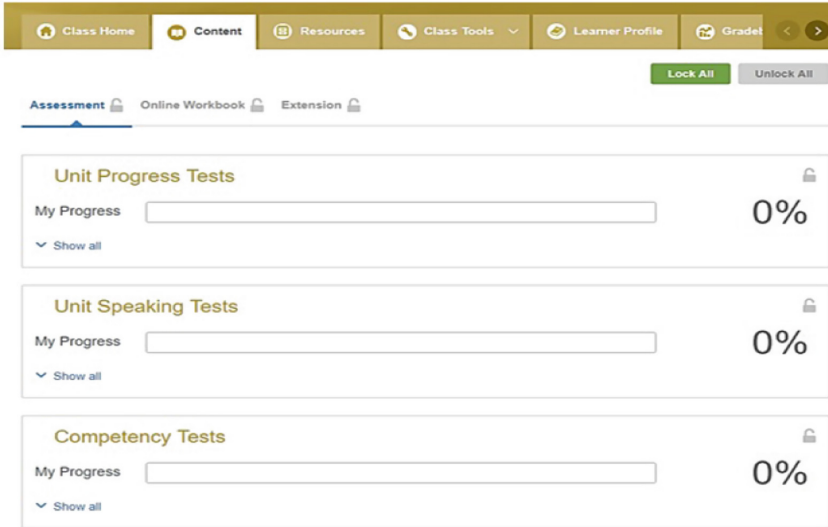 Class Home Content Resources Class Tools Learner Profile
Lock All Unlock All
Assessment Online Workbook Extension
Unit Progress Tests
My Progress 0%
Show all
Unit Speaking Tests
My Progress 0%
Show all
Competency Tests
My Progress 0%
Show all